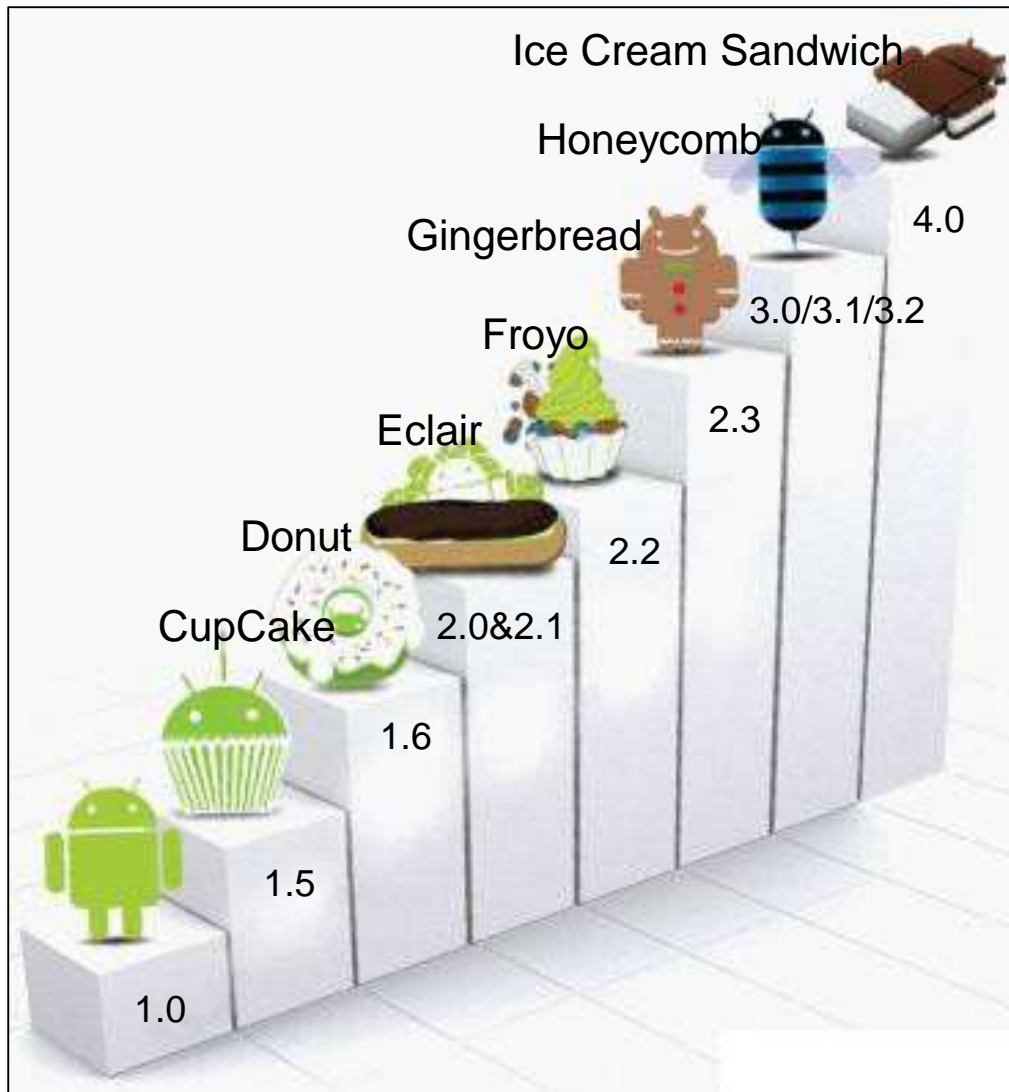 Ice Cream Sandwich
Honeycomb
4.0
Gingerbread
3.0/3.1/3.2
Froyo
2.3
Eclair
2.2
Donut
2.0&2.1
CupCake
1.6
1.5
1.0